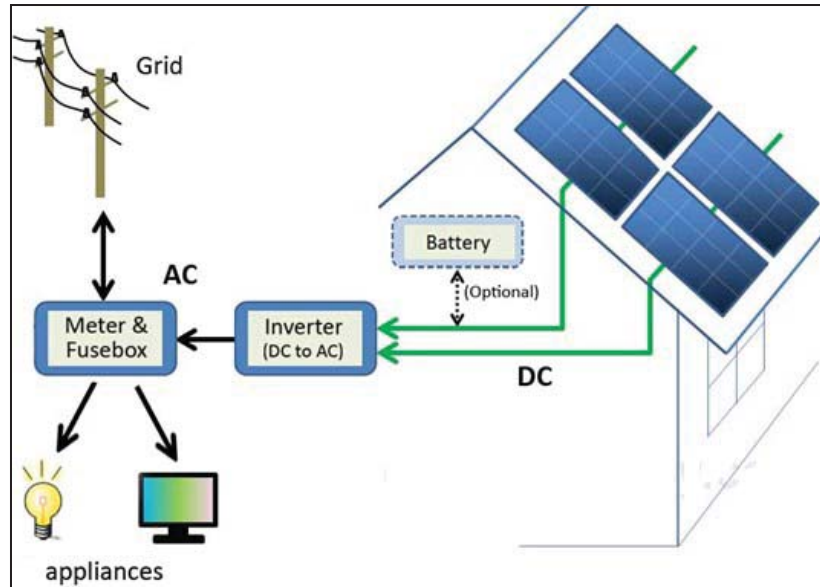 Grid
Battery
(Optional)
AC
Meter &
Fusebox
Inverter
(DC to AC)
DC
appliances